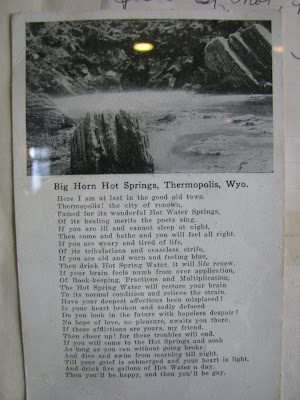 Big Horn Hot Springs, Thermopolis, Wyo.
Here I am at last in the good old town
Thermopolis! the city of renown,
Famed for its wonderful Hot Water Springs,
Of its healing merits the poets sing.
If you are ill and cannot sleep at night,
Then come and bathe and you will feel all right.
If you are weary and tired of life,
Of its tribulations and ceaseless strife,
If you are old and worn and feeling blue,
Then drink Hot Spring Water, it will life renew.
If your brain feels numb from over application,
Of Book-keeping, Fractions and Multiplication;
The Hot Spring Water will restore your brain
To its normal condition and relieve the strain.
Have your deepest affections been misplaced?
Is your heart broken and sadly defaced
Do you look in the future with hopeless despair?
No hope of love, no pleasure, awaits you there,
If these afflictions are yours, my friend,
Then cheer up! for these troubles will end.
If you will come to the Hot Springs and soak
As long as you can without going broke;
And dive and swim from morning till night,
Till your grief is submerged and your heart is light,
And drink five gallons of Hot Water a day,
Then you'll be happy, and then you'll be gay.